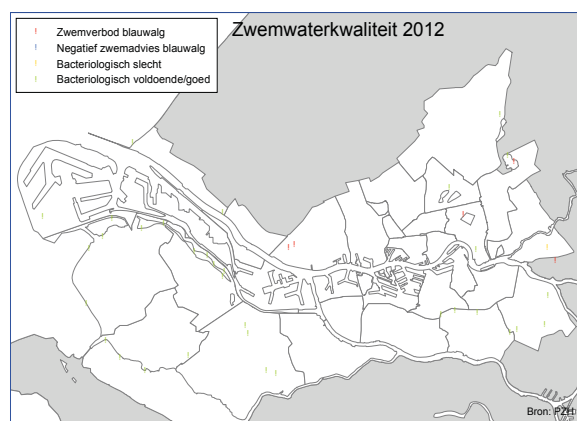 Zwemwaterkwaliteit 2012
Zwemverbod blauwalg
Negatief zwemadvies blauwalg
Bacteriologisch slecht
Bacteriologisch voldoende/goed
Bron: PZH